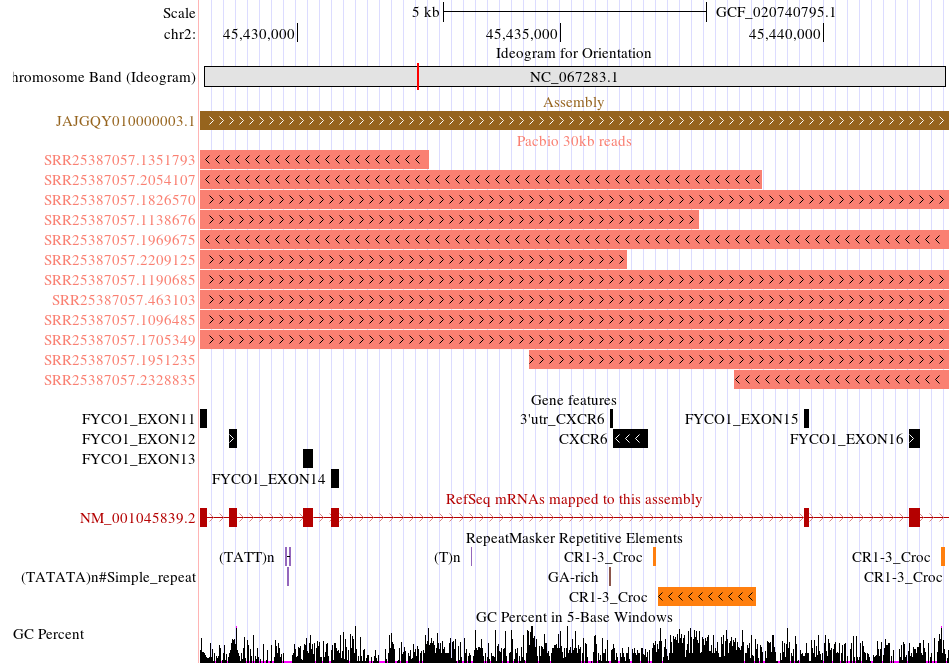 Scale 5 kb GCF_020740795.1
chr2: 45,430,000 45,435,000 45,440,000
Ideogram for Orientation
hromosome Band (Ideogram) NC_067283.1
Assembly
JAJGQY010000003.1
Pacbio 30kb reads
SRR25387057.1351793
SRR25387057.2054107
SRR25387057.1826570
SRR25387057.1138676
SRR25387057.1969675
SRR25387057.2209125
SRR25387057.1190685
SRR25387057.463103
SRR25387057.1096485
SRR25387057.1705349
SRR25387057.1951235
SRR25387057.2328835
Gene features
FYCO1_EXON11 3'utr_CXCR6 FYCO1_EXON15
FYCO1_EXON12 CXCR6 FYCO1_EXON16
FYCO1_EXON13
FYCO1_EXON14
RefSeq mRNAs mapped to this assembly
NM_001045839.2
RepeatMasker Repetitive Elements
(TATT)n (T)n CR1-3_Croc CR1-3_Croc
(TATATA)n#Simple_repeat GA-rich CR1-3_Croc
CR1-3_Croc
GC Percent in 5-Base Windows
GC Percent